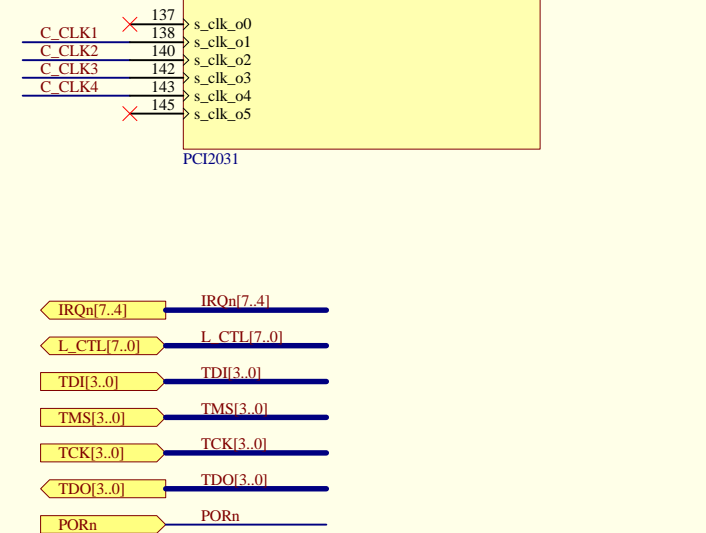 137 s_clk_o0
C_CLK1 138 s_clk_o1
C_CLK2 140 s_clk_o2
C_CLK3 142 s_clk_o3
C_CLK4 143 s_clk_o4
145 s_clk_o5
PCI2031
IRQn[7..4] IRQn[7..4]
L_CTL[7..0] L_CTL[7..0]
TDI[3..0] TDI[3..0]
TMS[3..0] TMS[3..0]
TCK[3..0] TCK[3..0]
TDO[3..0] TDO[3..0]
PORn PORn